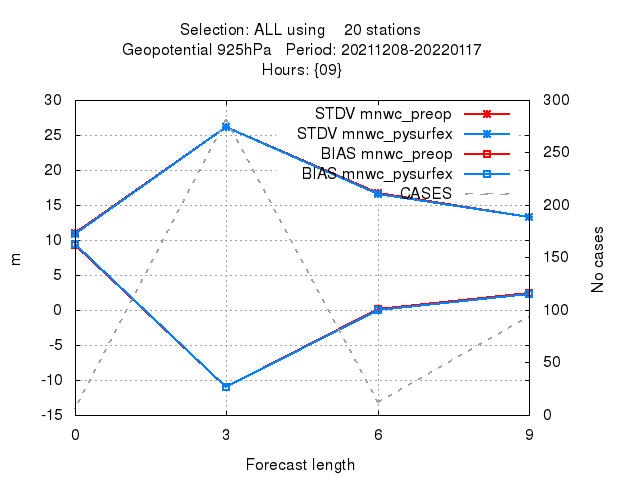 Selection: ALL using    20 stations
Geopotential 925hPa   Period: 20211208-20220117
Hours: {09}
STDV mnwc_preop
STDV mnwc_pysurfex
BIAS mnwc_preop
BIAS mnwc_pysurfex
CASES
30
25
20
15
10
5
0
-5
-10
-15
m
300
250
200
150
100
50
0
No cases
0 3 6 9
Forecast length